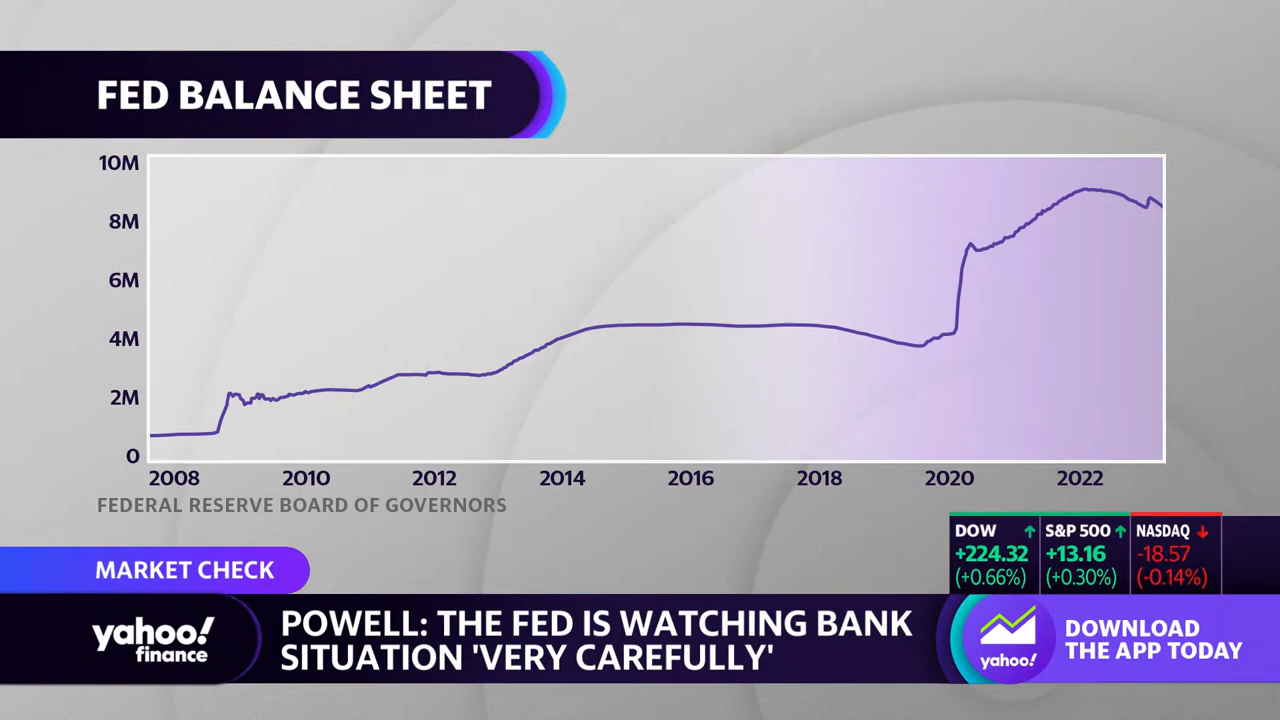 FED BALANCE SHEET
10M
8M
6M
4M
2M
0
2008 2010 2012 2014 2016 2018 2020 2022
FEDERAL RESERVE BOARD OF GOVERNORS
DOW S&P 500 NASDAQ
+224.32 +13.16 -18.57
(+0.66%) (+0.30%) (-0.14%)
MARKET CHECK
yahoo!
finance
POWELL: THE FED IS WATCHING BANK
SITUATION 'VERY CAREFULLY'
yahoo!
DOWNLOAD
THE APP TODAY